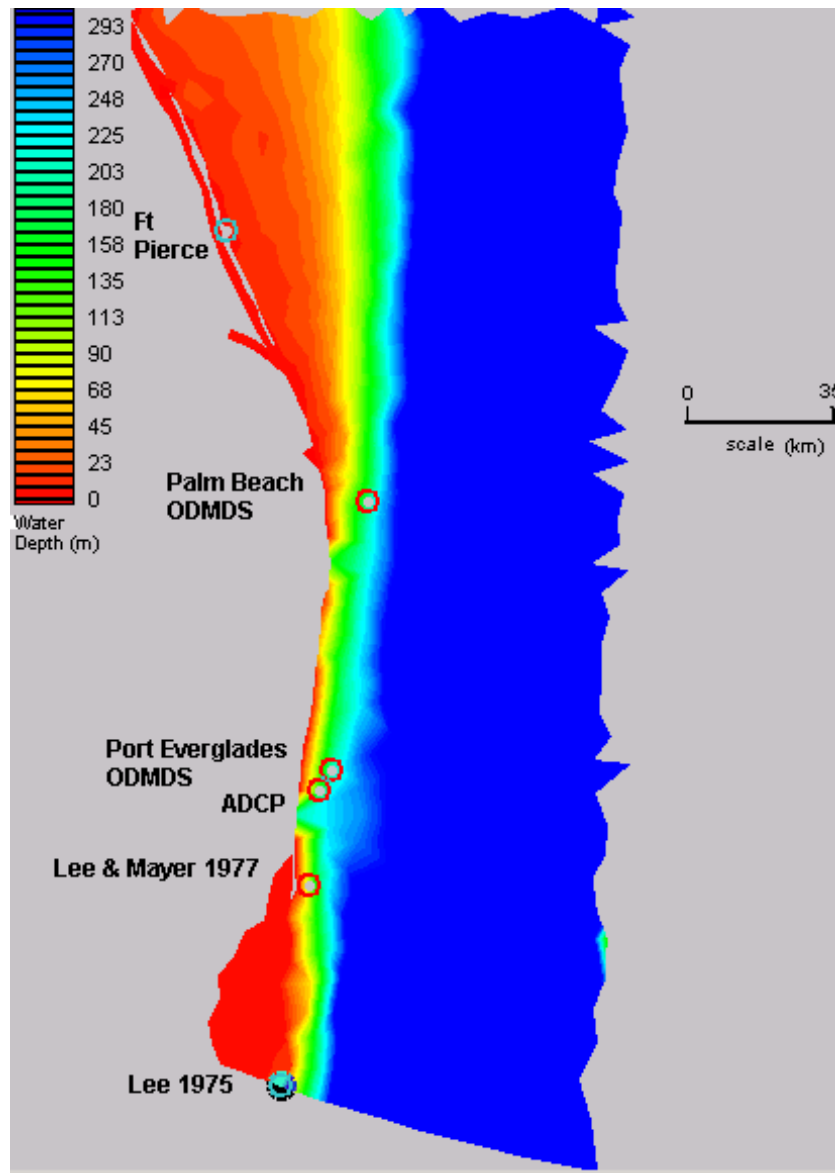 293
270
248
225
203
180
158
135
113
90
68
45
23
0
Water
Depth (m)
Ft
Pierce
0 35
scale (km)
Palm Beach
ODMDS
Port Everglades
ODMDS
ADCP
Lee & Mayer 1977
Lee 1975